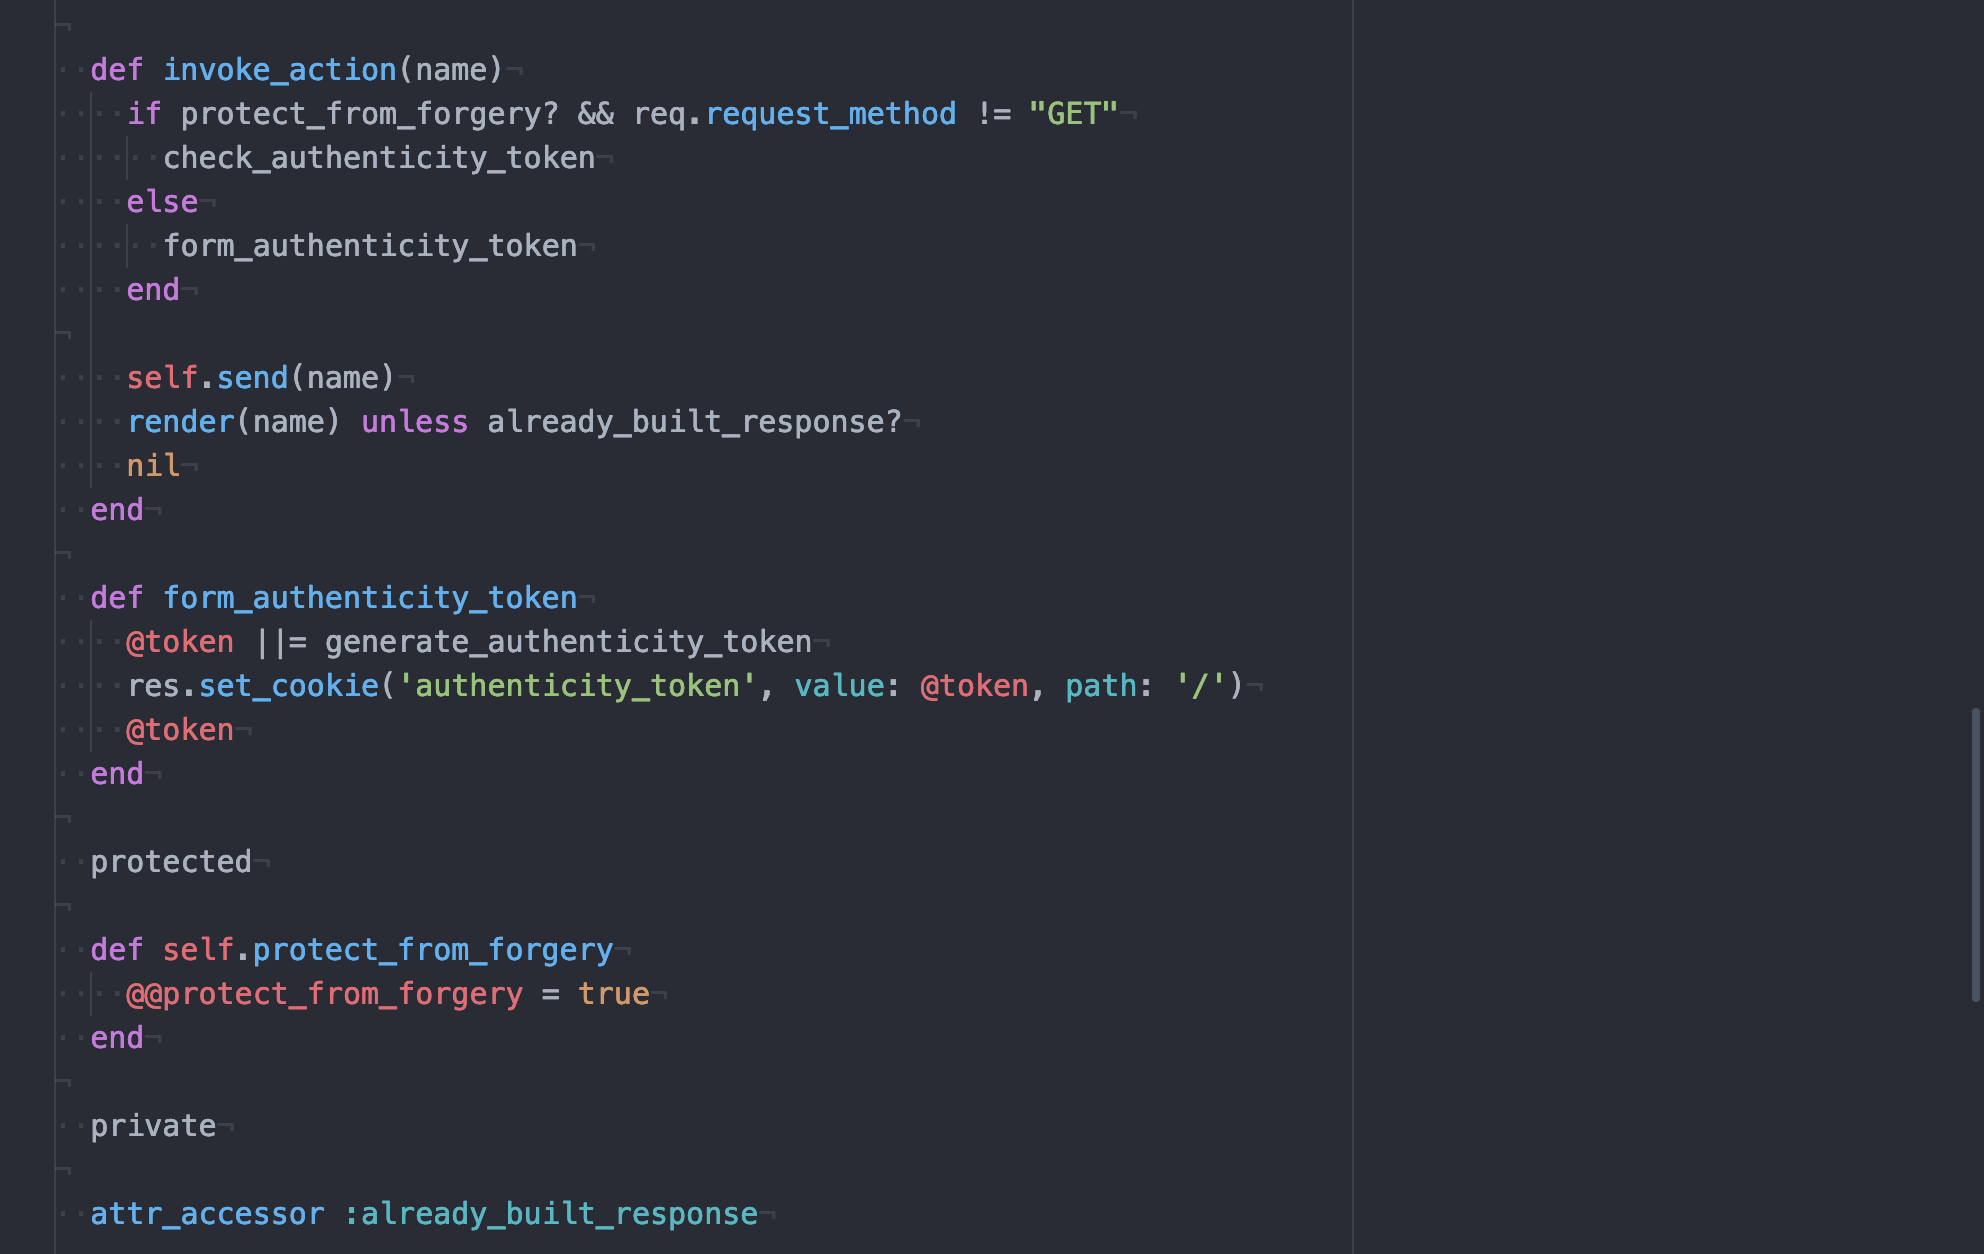 def invoke_action(name)
if protect_from_forgery? && req.request_method != "GET"
check_authenticity_token
else
form_authenticity_token
end
self.send(name)
render(name) unless already_built_response?
nil
end
def form_authenticity_token
@token ||= generate_authenticity_token
res.set_cookie('authenticity_token', value: @token, path: '/')
@token
end
protected
def self.protect_from_forgery
@@protect_from_forgery = true
end
private
attr_accessor :already_built_response